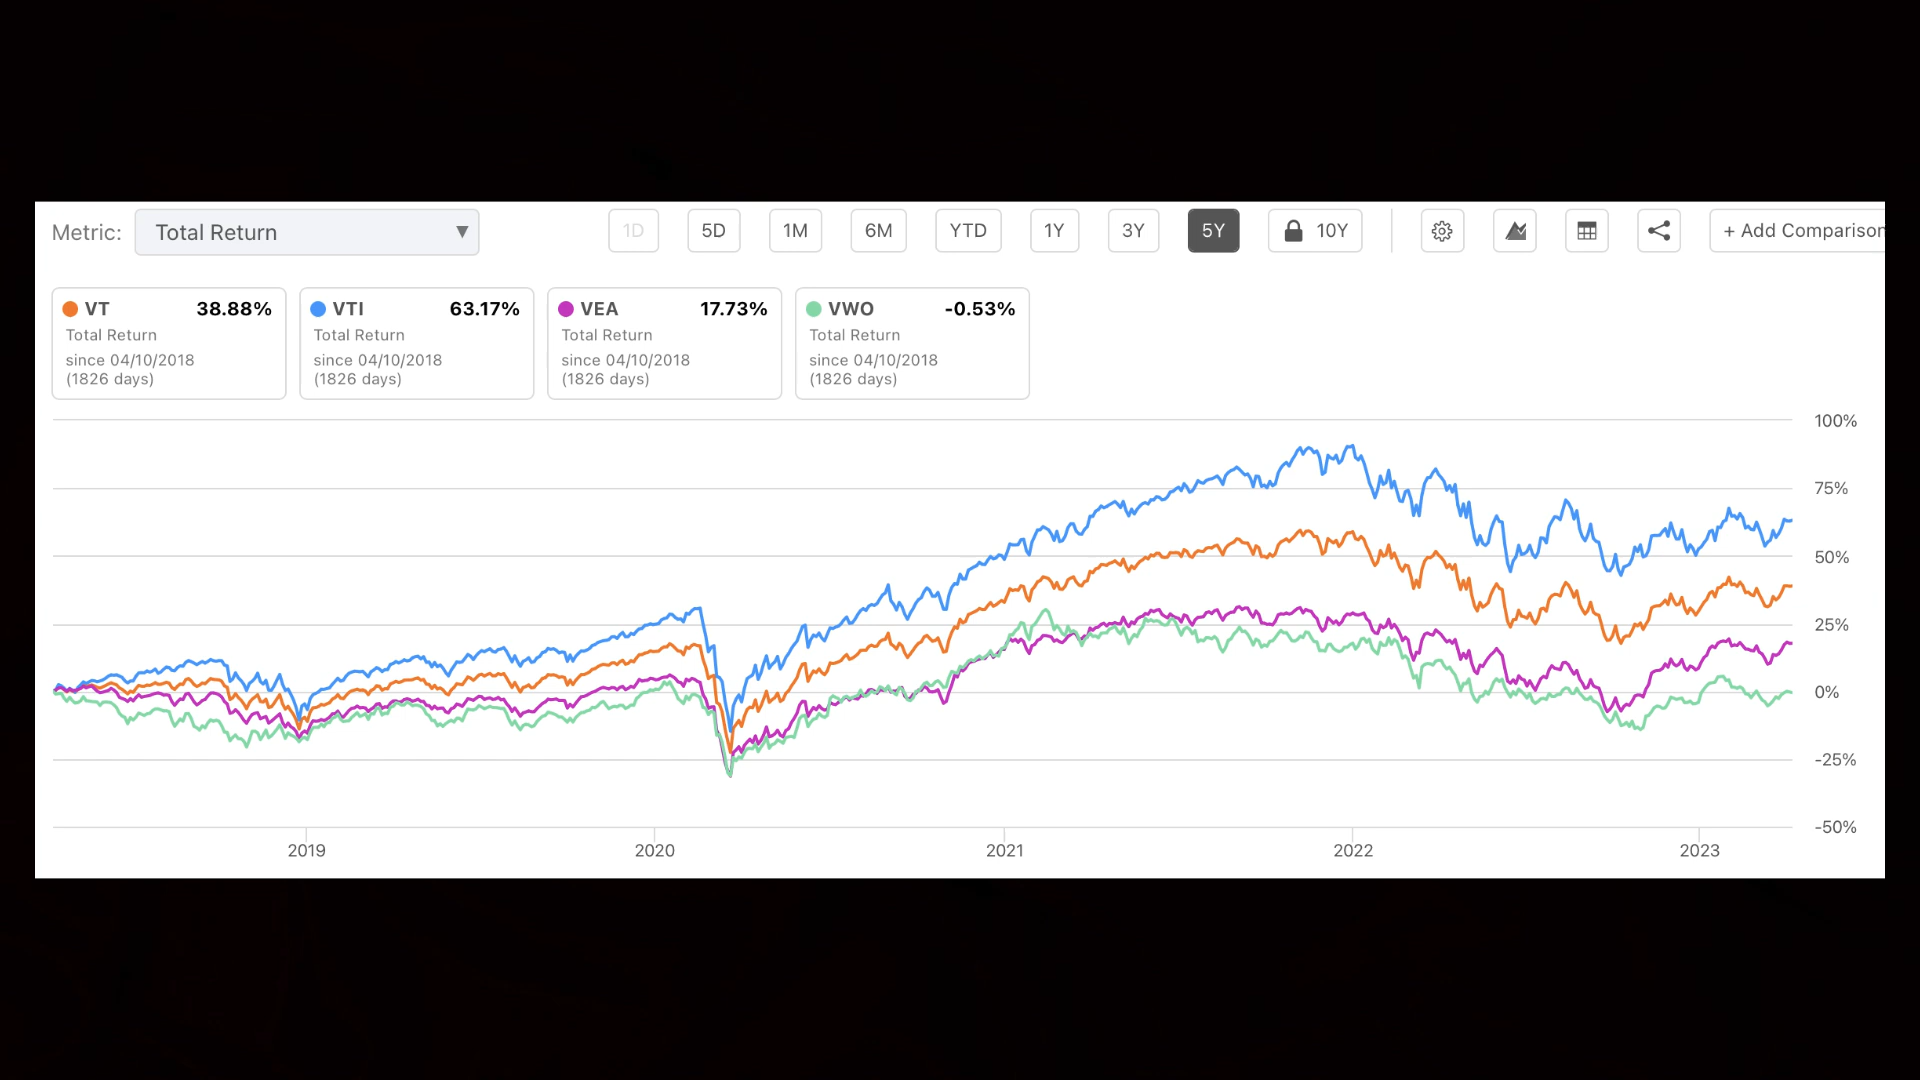 Metric: Total Return ▼ 1D 5D 1M 6M YTD 1Y 3Y 5Y 10Y + Add Comparison
VT 38.88%
Total Return
since 04/10/2018
(1826 days)
VTI 63.17%
Total Return
since 04/10/2018
(1826 days)
VEA 17.73%
Total Return
since 04/10/2018
(1826 days)
VWO -0.53%
Total Return
since 04/10/2018
(1826 days)
100%
75%
50%
25%
0%
-25%
-50%
2019 2020 2021 2022 2023